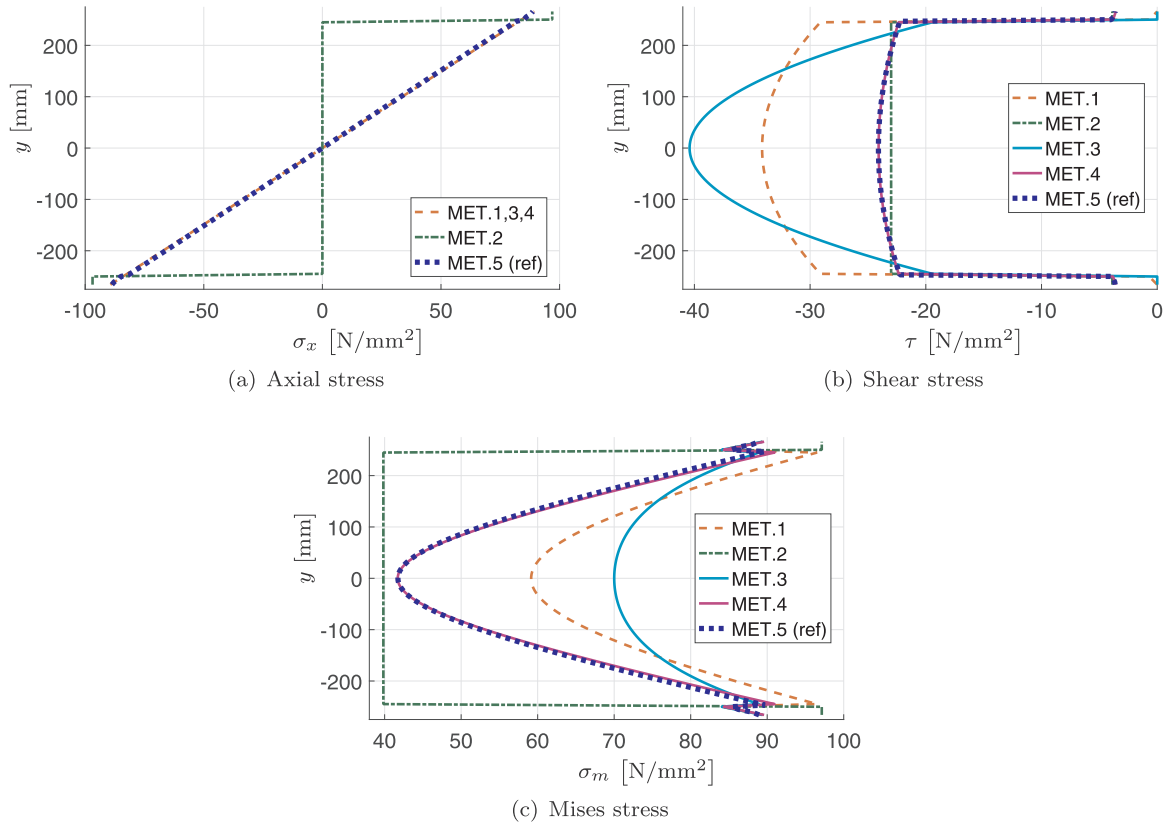 200
100
0
-100
-200
y [mm]
-100
-50
0
50
100
σx [N/mm²]
MET.1,3,4
MET.2
MET.5 (ref)
(a) Axial stress
200
100
0
-100
-200
y [mm]
-40
-30
-20
-10
0
τ [N/mm²]
MET.1
MET.2
MET.3
MET.4
MET.5 (ref)
(b) Shear stress
200
100
0
-100
-200
y [mm]
40
50
60
70
80
90
100
σm [N/mm²]
MET.1
MET.2
MET.3
MET.4
MET.5 (ref)
(c) Mises stress